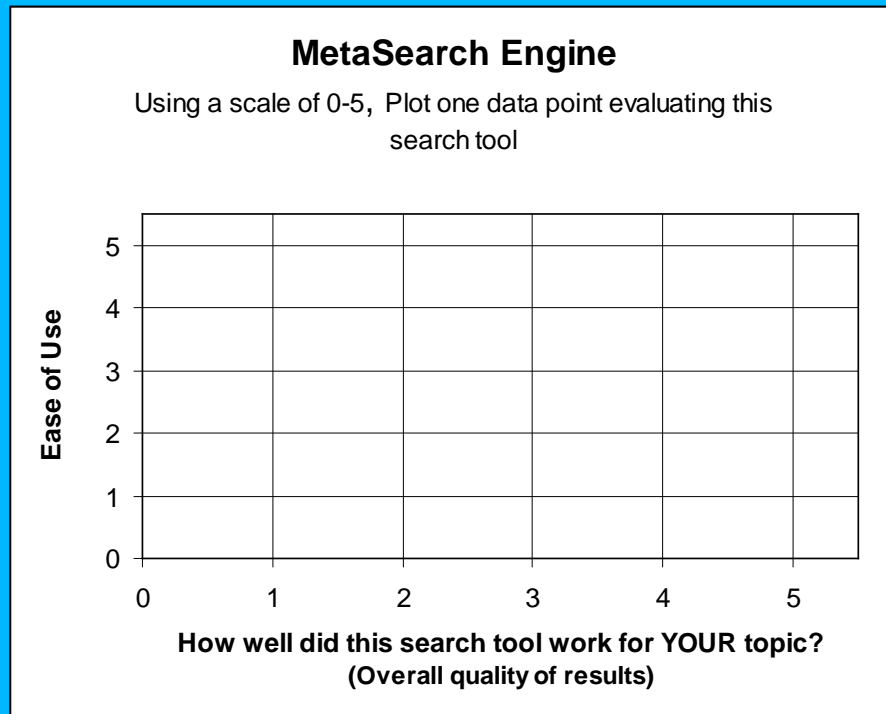 MetaSearch Engine
Using a scale of 0-5, Plot one data point evaluating this
search tool
Ease of Use
5
4
3
2
1
0
0 1 2 3 4 5
How well did this search tool work for YOUR topic?
(Overall quality of results)